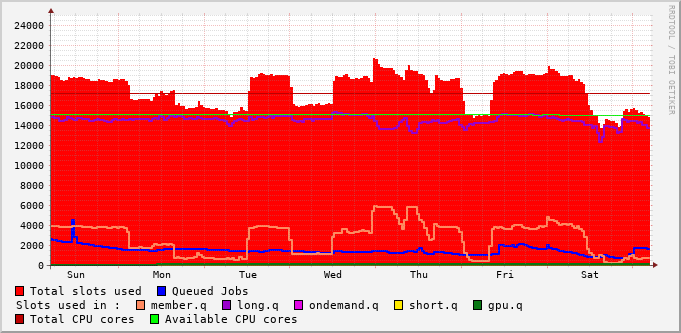 24000
22000
20000
18000
16000
14000
12000
10000
8000
6000
4000
2000
0
Sun Mon Tue Wed Thu Fri Sat
RRDTOOL / TOBI OETIKER
Total slots used Queued Jobs
Slots used in : member.q long.q ondemand.q short.q gpu.q
Total CPU cores Available CPU cores